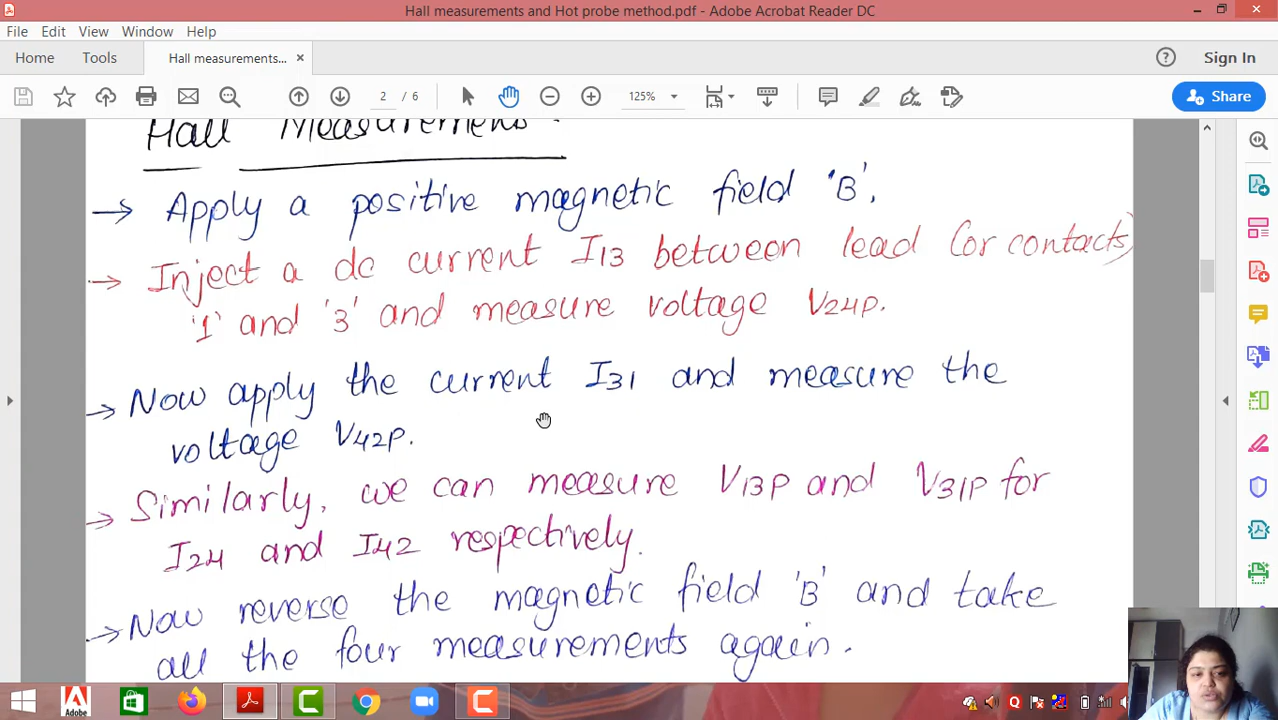 Hall measurements and Hot probe method.pdf - Adobe Acrobat Reader DC
File Edit View Window Help
Home Tools Hall measurements... × Sign In
2 / 6 125% Share
Hall Measurement :
→ Apply a positive magnetic field 'B'.
→ Inject a dc current I13 between lead (or contacts)
'1' and '3' and measure voltage V24P.
→ Now apply the current I31 and measure the
voltage V42P.
→ Similarly, we can measure V13P and V31P for
I24 and I42 respectively.
→ Now reverse the magnetic field 'B' and take
all the four measurements again.
Adobe